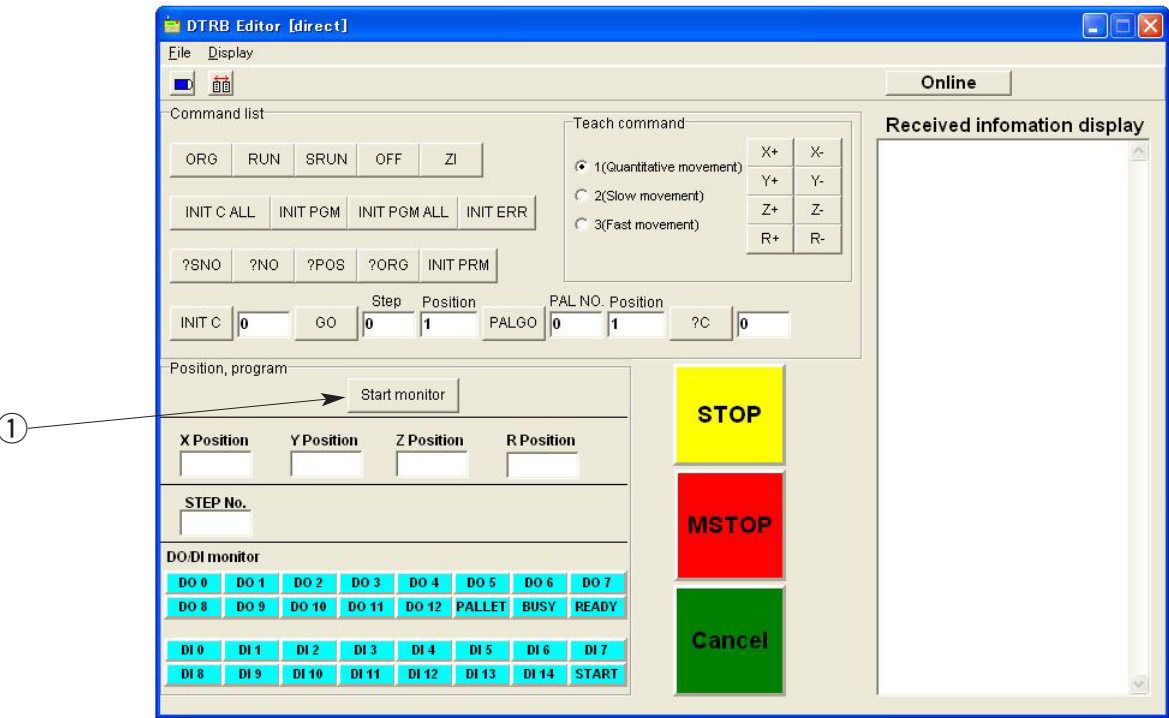 DTRB Editor [direct]
File Display
Online
Command list
ORG RUN SRUN OFF ZI
INIT C ALL INIT PGM INIT PGM ALL INIT ERR
?SNO ?NO ?POS ?ORG INIT PRM
Step Position PAL NO. Position
INIT C 0 GO 0 1 PALGO 0 1 ?C 0
Teach command
1(Quantitative movement)
2(Slow movement)
3(Fast movement)
X+ X-
Y+ Y-
Z+ Z-
R+ R-
Received infomation display
Position, program
1 Start monitor
X Position Y Position Z Position R Position
STEP No.
DO/DI monitor
DO 0 DO 1 DO 2 DO 3 DO 4 DO 5 DO 6 DO 7
DO 8 DO 9 DO 10 DO 11 DO 12 PALLET BUSY READY
DI 0 DI 1 DI 2 DI 3 DI 4 DI 5 DI 6 DI 7
DI 8 DI 9 DI 10 DI 11 DI 12 DI 13 DI 14 START
STOP
MSTOP
Cancel